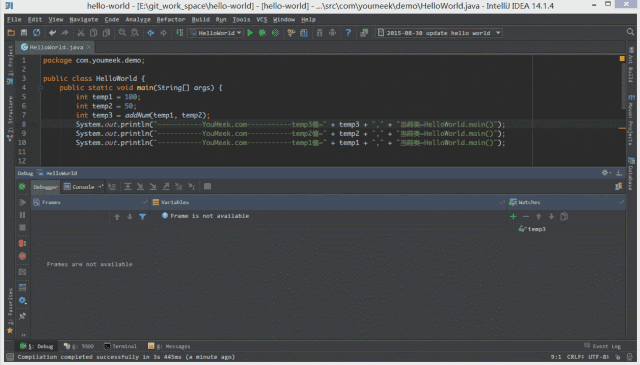 hello-world - [E:\git_work_space\hello-world] - [hello-world] - ...\src\com\youmeek\demo\HelloWorld.java - IntelliJ IDEA 14.1.4
File Edit View Navigate Code Analyze Refactor Build Run Tools VCS Window Help
HelloWorld
2015-08-30 update hello world
HelloWorld.java
1 package com.youmeek.demo;
2
3 public class HelloWorld {
4 public static void main(String[] args) {
5 int temp1 = 100;
6 int temp2 = 50;
7 int temp3 = addNum(temp1, temp2);
8 System.out.println("-----------YouMeek.com-----------temp3值=" + temp3 + "," + "当前类=HelloWorld.main()");
9 System.out.println("-----------YouMeek.com-----------temp2值=" + temp2 + "," + "当前类=HelloWorld.main()");
10 System.out.println("-----------YouMeek.com-----------temp1值=" + temp1 + "," + "当前类=HelloWorld.main()");
11
12
Project
Structure
Favorites
Ant Build
Maven Projects
Database
Debug HelloWorld
Debugger Console
Frames Variables Watches
Frame is not available
temp3
Frames are not available
5: Debug 6: TODO Terminal 0: Messages Event Log
Compilation completed successfully in 3s 445ms (a minute ago) 9:1 CRLF: UTF-8: